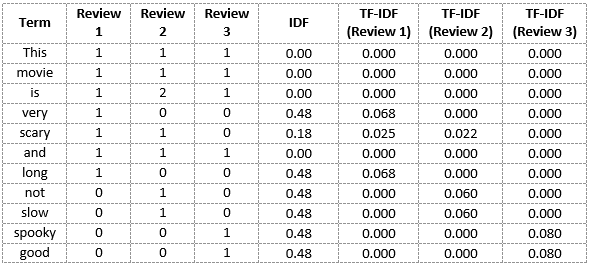 Term Review 1 Review 2 Review 3 IDF TF-IDF (Review 1) TF-IDF (Review 2) TF-IDF (Review 3)
This 1 1 1 0.00 0.000 0.000 0.000
movie 1 1 1 0.00 0.000 0.000 0.000
is 1 2 1 0.00 0.000 0.000 0.000
very 1 0 0 0.48 0.068 0.000 0.000
scary 1 1 0 0.18 0.025 0.022 0.000
and 1 1 1 0.00 0.000 0.000 0.000
long 1 0 0 0.48 0.068 0.000 0.000
not 0 1 0 0.48 0.000 0.060 0.000
slow 0 1 0 0.48 0.000 0.060 0.000
spooky 0 0 1 0.48 0.000 0.000 0.080
good 0 0 1 0.48 0.000 0.000 0.080